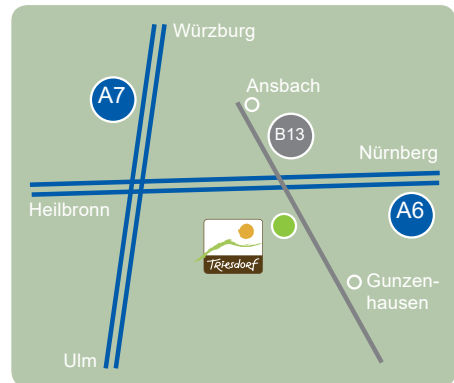 Würzburg
A7
Ansbach
B13
Nürnberg
Heilbronn
A6
Triesdorf
Gunzen-
hausen
Ulm